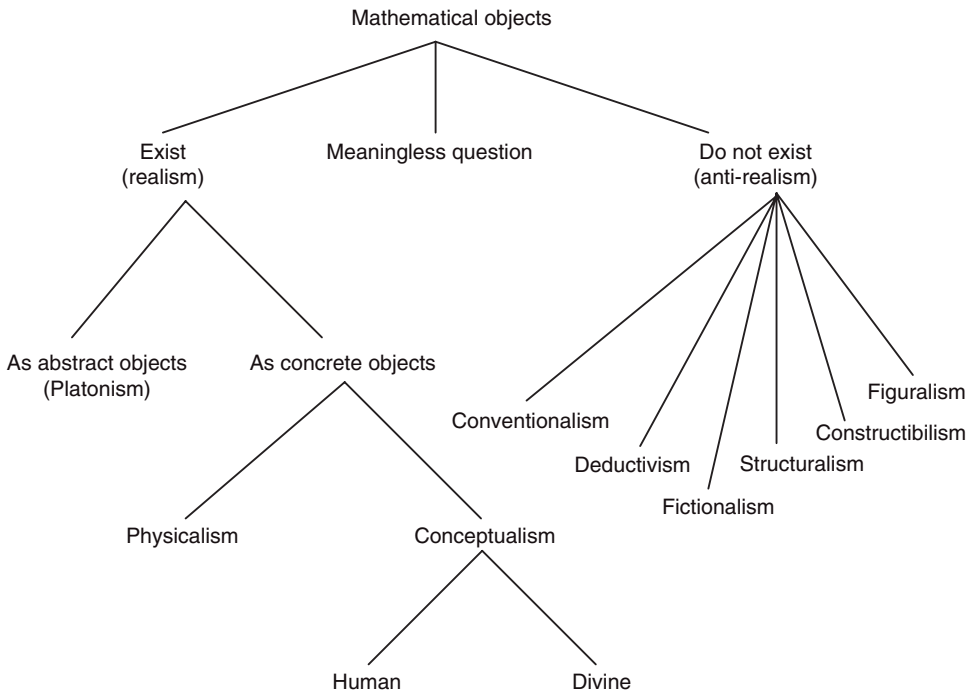 Mathematical objects
Exist
(realism)
Meaningless question
Do not exist
(anti-realism)
As abstract objects
(Platonism)
As concrete objects
Figuralism
Conventionalism
Constructibilism
Deductivism
Structuralism
Fictionalism
Physicalism
Conceptualism
Human
Divine